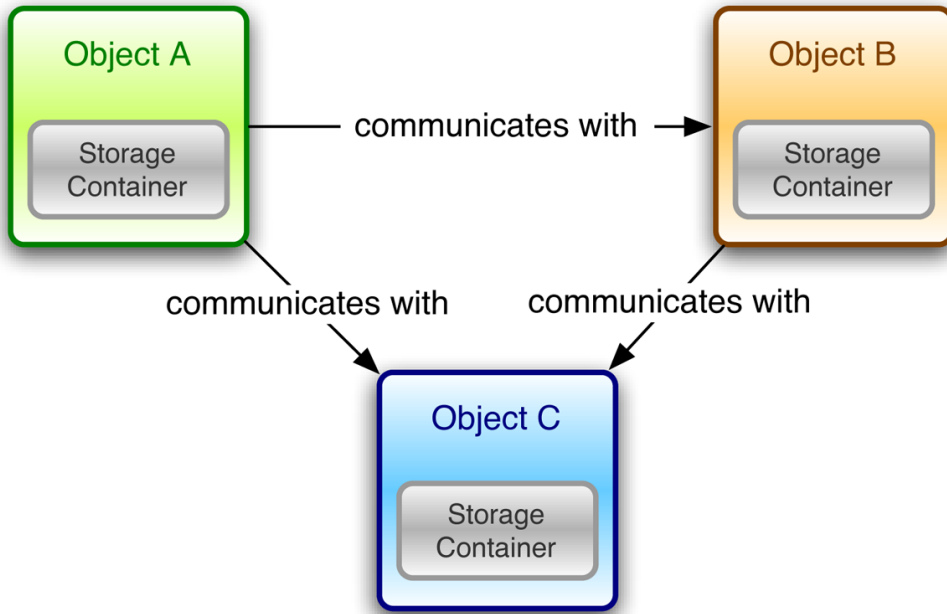 Object A
Object B
Storage
Container
communicates with
Storage
Container
communicates with
communicates with
Object C
Storage
Container